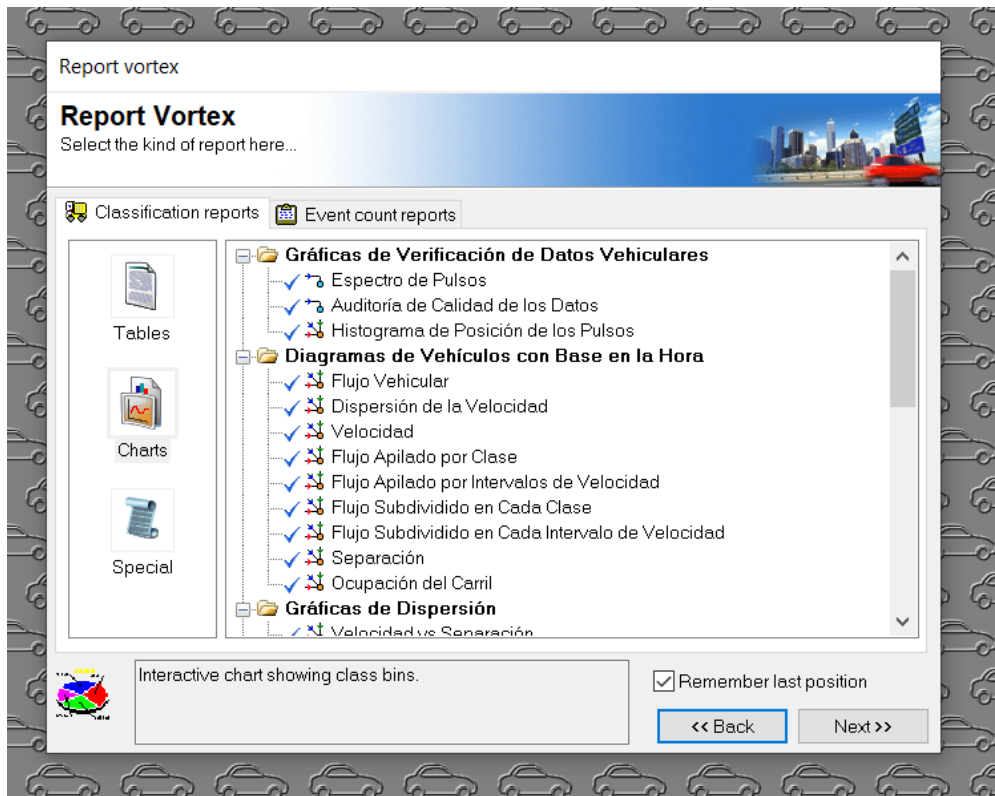 Report vortex
Report Vortex
Select the kind of report here...
Classification reports
Event count reports
Tables
Charts
Special
Gráficas de Verificación de Datos Vehiculares
Espectro de Pulsos
Auditoría de Calidad de los Datos
Histograma de Posición de los Pulsos
Diagramas de Vehículos con Base en la Hora
Flujo Vehicular
Dispersión de la Velocidad
Velocidad
Flujo Apilado por Clase
Flujo Apilado por Intervalos de Velocidad
Flujo Subdividido en Cada Clase
Flujo Subdividido en Cada Intervalo de Velocidad
Separación
Ocupación del Carril
Gráficas de Dispersión
Velocidad vs Separación
Interactive chart showing class bins.
Remember last position
<< Back
Next >>